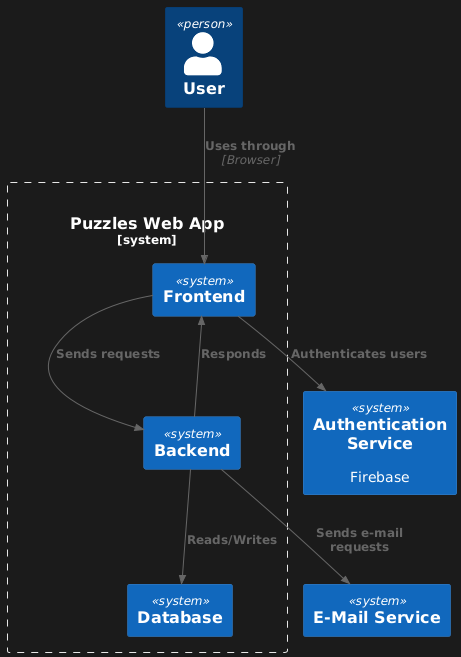 «person»
User
Uses through
[Browser]
Puzzles Web App
[system]
«system»
Frontend
Sends requests
Responds
Authenticates users
«system»
Authentication
Service
Firebase
«system»
Backend
Reads/Writes
Sends e-mail
requests
«system»
Database
«system»
E-Mail Service